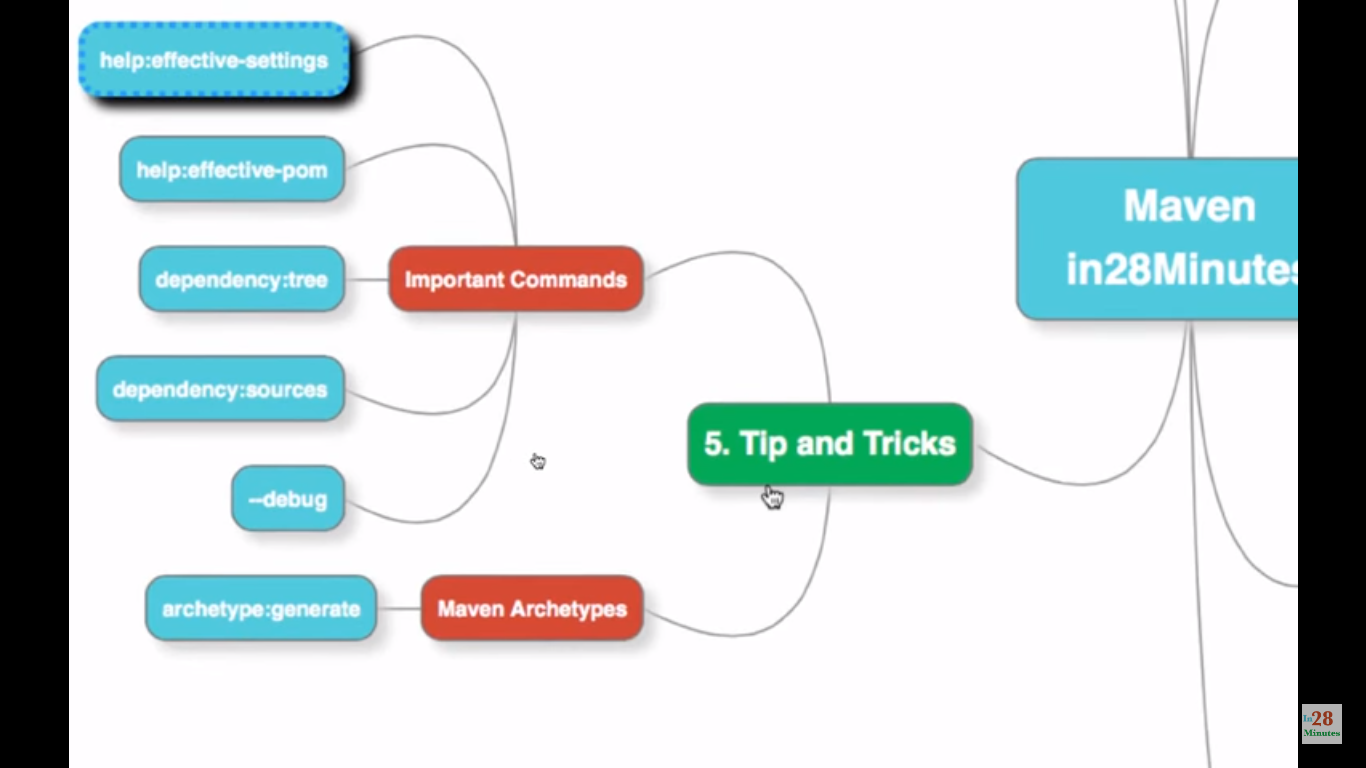 help:effective-settings
help:effective-pom
dependency:tree
dependency:sources
--debug
archetype:generate
Important Commands
Maven Archetypes
5. Tip and Tricks
Maven
in28Minutes
In28
Minutes